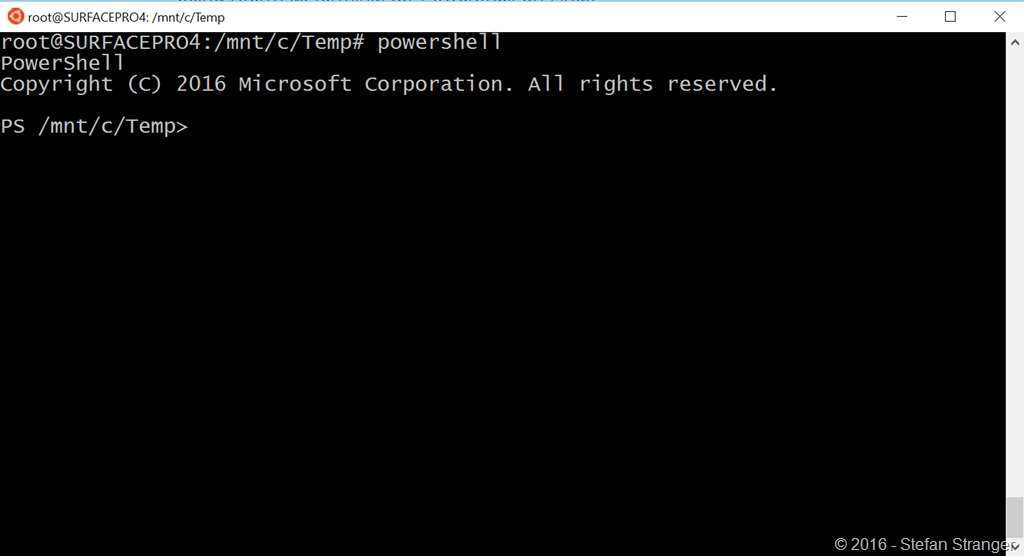 root@SURFACEPRO4: /mnt/c/Temp
root@SURFACEPRO4:/mnt/c/Temp# powershell
PowerShell
Copyright (C) 2016 Microsoft Corporation. All rights reserved.
PS /mnt/c/Temp>
© 2016 - Stefan Stranger